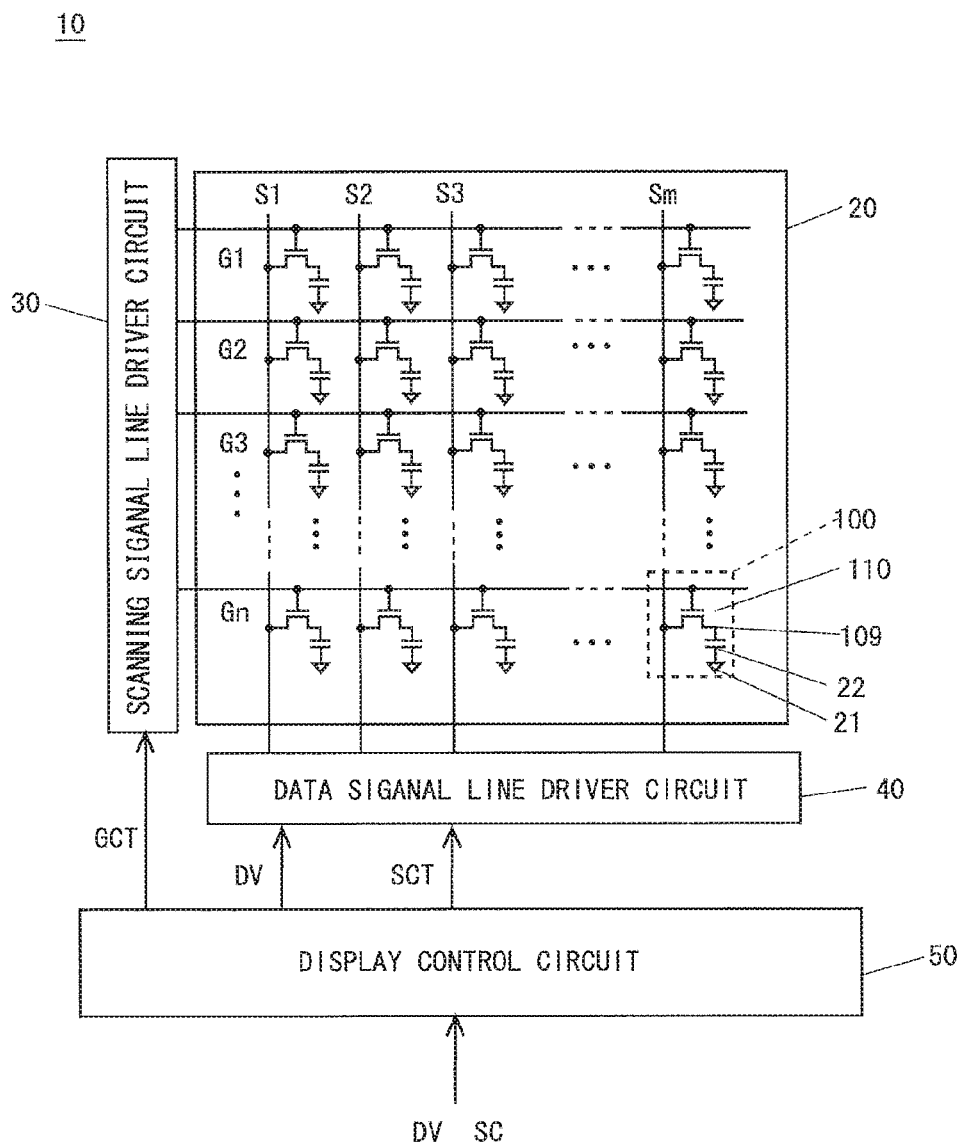 10
S1 S2 S3 Sm
20
G1
30
SCANNING SIGANAL LINE DRIVER CIRCUIT
G2
G3
100
110
Gn
109
22
21
DATA SIGANAL LINE DRIVER CIRCUIT
40
GCT
DV
SCT
DISPLAY CONTROL CIRCUIT
50
DV SC